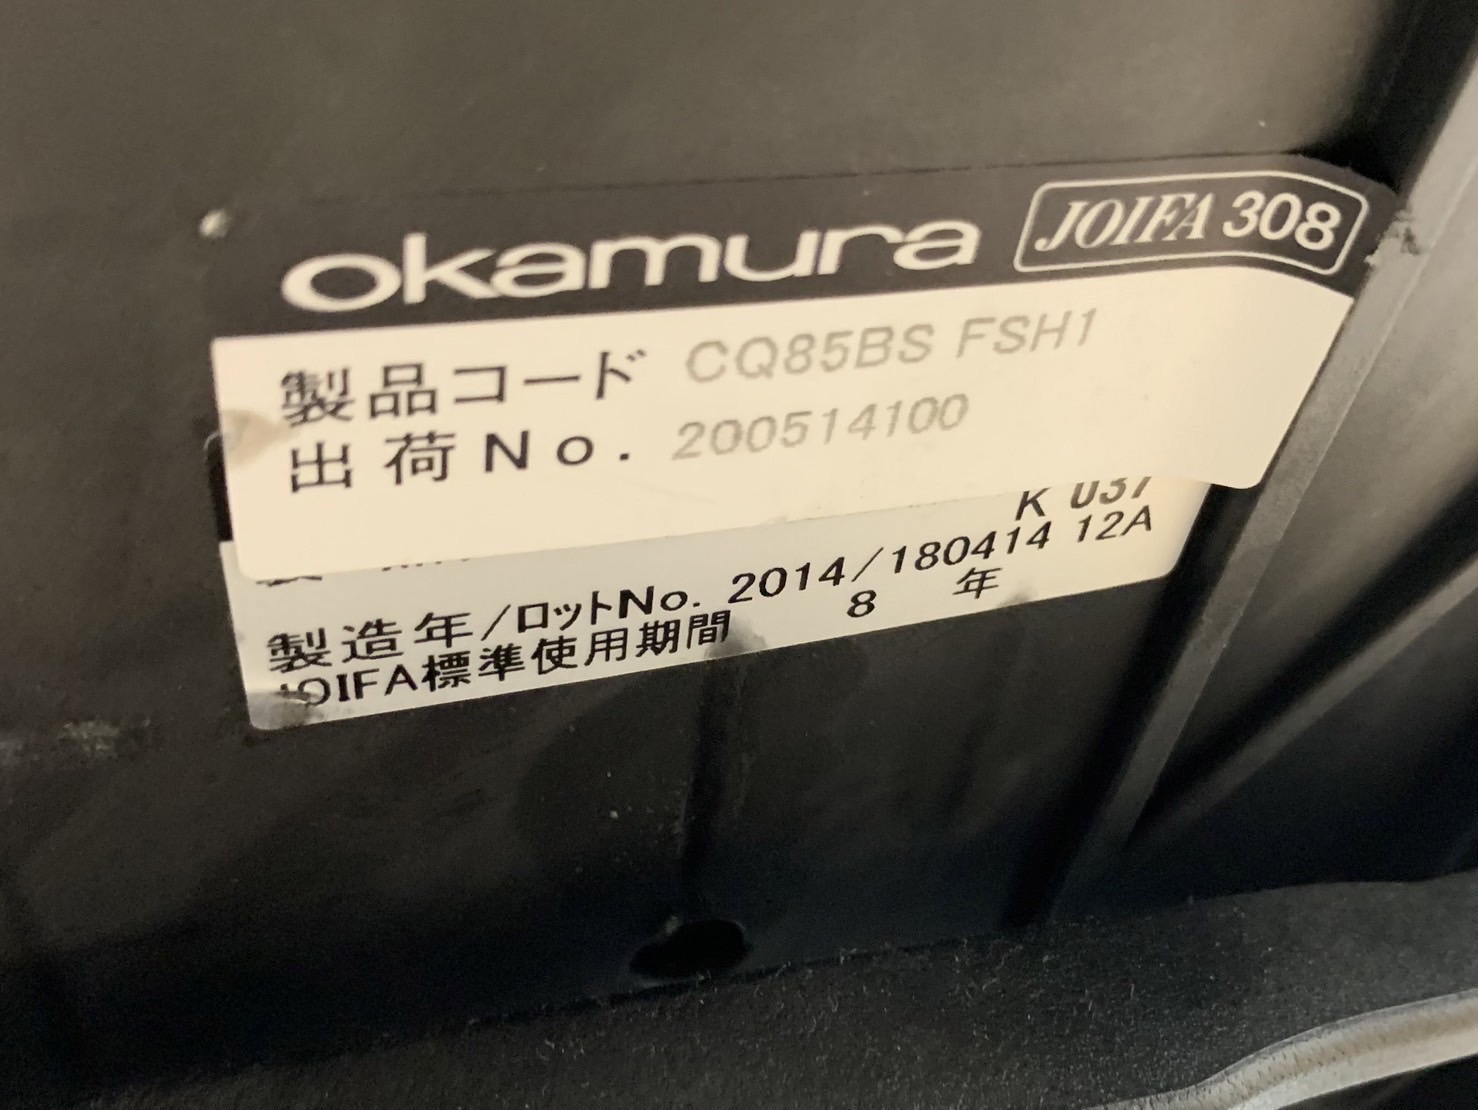 okamura JOIFA 308
製品コード CQ85BS FSH1
出荷No. 200514100
K 037
製造年/ロットNo. 2014/180414 12A
JOIFA標準使用期間 8 年